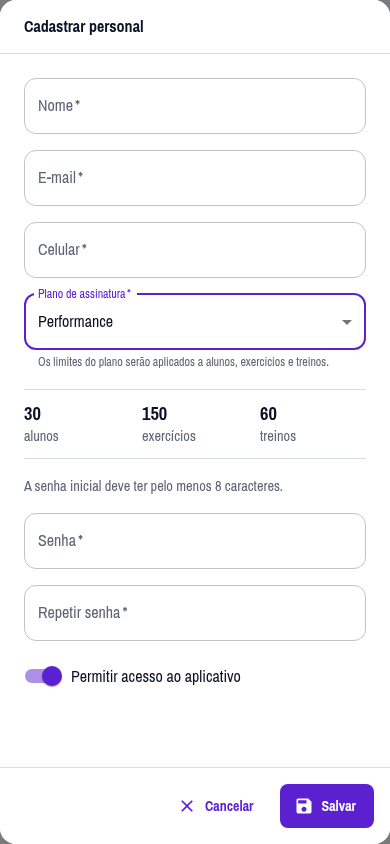 Cadastrar personal
Nome *
E-mail *
Celular *
Plano de assinatura *
Performance
Os limites do plano serão aplicados a alunos, exercícios e treinos.
30 150 60
alunos exercícios treinos
A senha inicial deve ter pelo menos 8 caracteres.
Senha *
Repetir senha *
Permitir acesso ao aplicativo
Cancelar Salvar